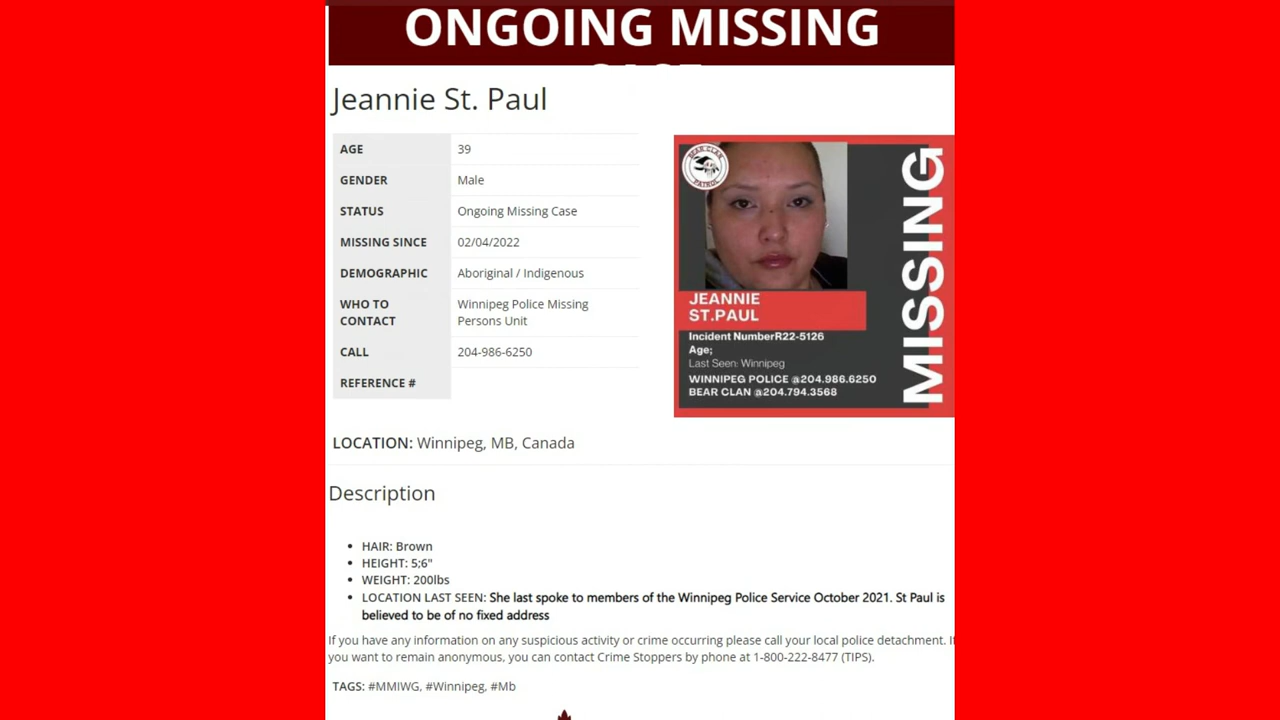 ONGOING MISSING
Jeannie St. Paul
AGE 39
GENDER Male
STATUS Ongoing Missing Case
MISSING SINCE 02/04/2022
DEMOGRAPHIC Aboriginal / Indigenous
WHO TO CONTACT Winnipeg Police Missing
Persons Unit
CALL 204-986-6250
REFERENCE #
BEAR CLAN
PATROL
JEANNIE
ST.PAUL
Incident NumberR22-5126
Age;
Last Seen: Winnipeg
WINNIPEG POLICE @204.986.6250
BEAR CLAN @204.794.3568
MISSING
LOCATION: Winnipeg, MB, Canada
Description
• HAIR: Brown
• HEIGHT: 5;6"
• WEIGHT: 200lbs
• LOCATION LAST SEEN: She last spoke to members of the Winnipeg Police Service October 2021. St Paul is
believed to be of no fixed address
If you have any information on any suspicious activity or crime occurring please call your local police detachment. If
you want to remain anonymous, you can contact Crime Stoppers by phone at 1-800-222-8477 (TIPS).
TAGS: #MMIWG, #Winnipeg, #Mb